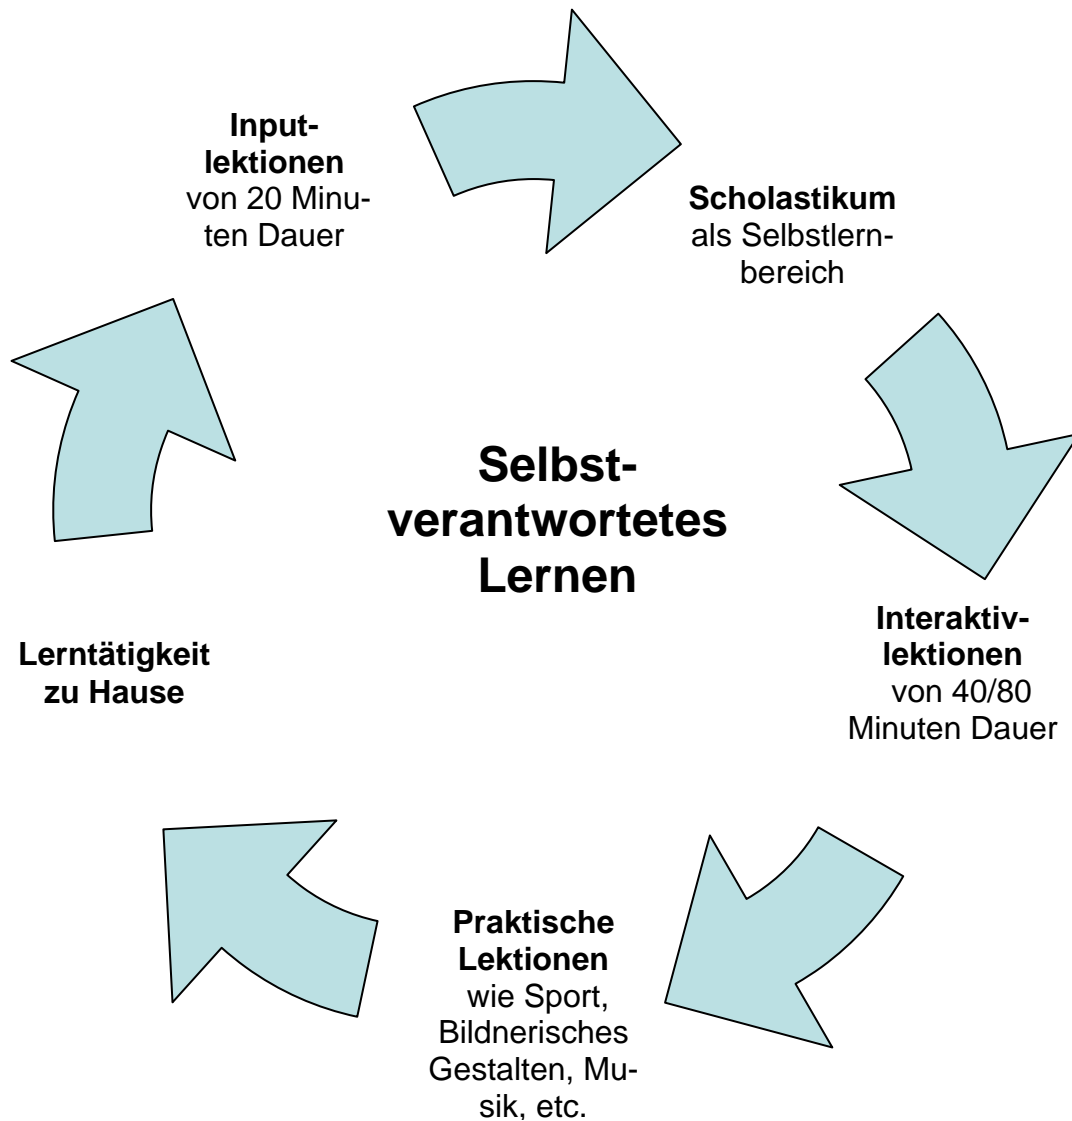 Input-
lektionen
von 20 Minu-
ten Dauer
Scholastikum
als Selbstlern-
bereich
Selbst-
verantwortetes
Lernen
Interaktiv-
lektionen
von 40/80
Minuten Dauer
Lerntätigkeit
zu Hause
Praktische
Lektionen
wie Sport,
Bildnerisches
Gestalten, Mu-
sik, etc.